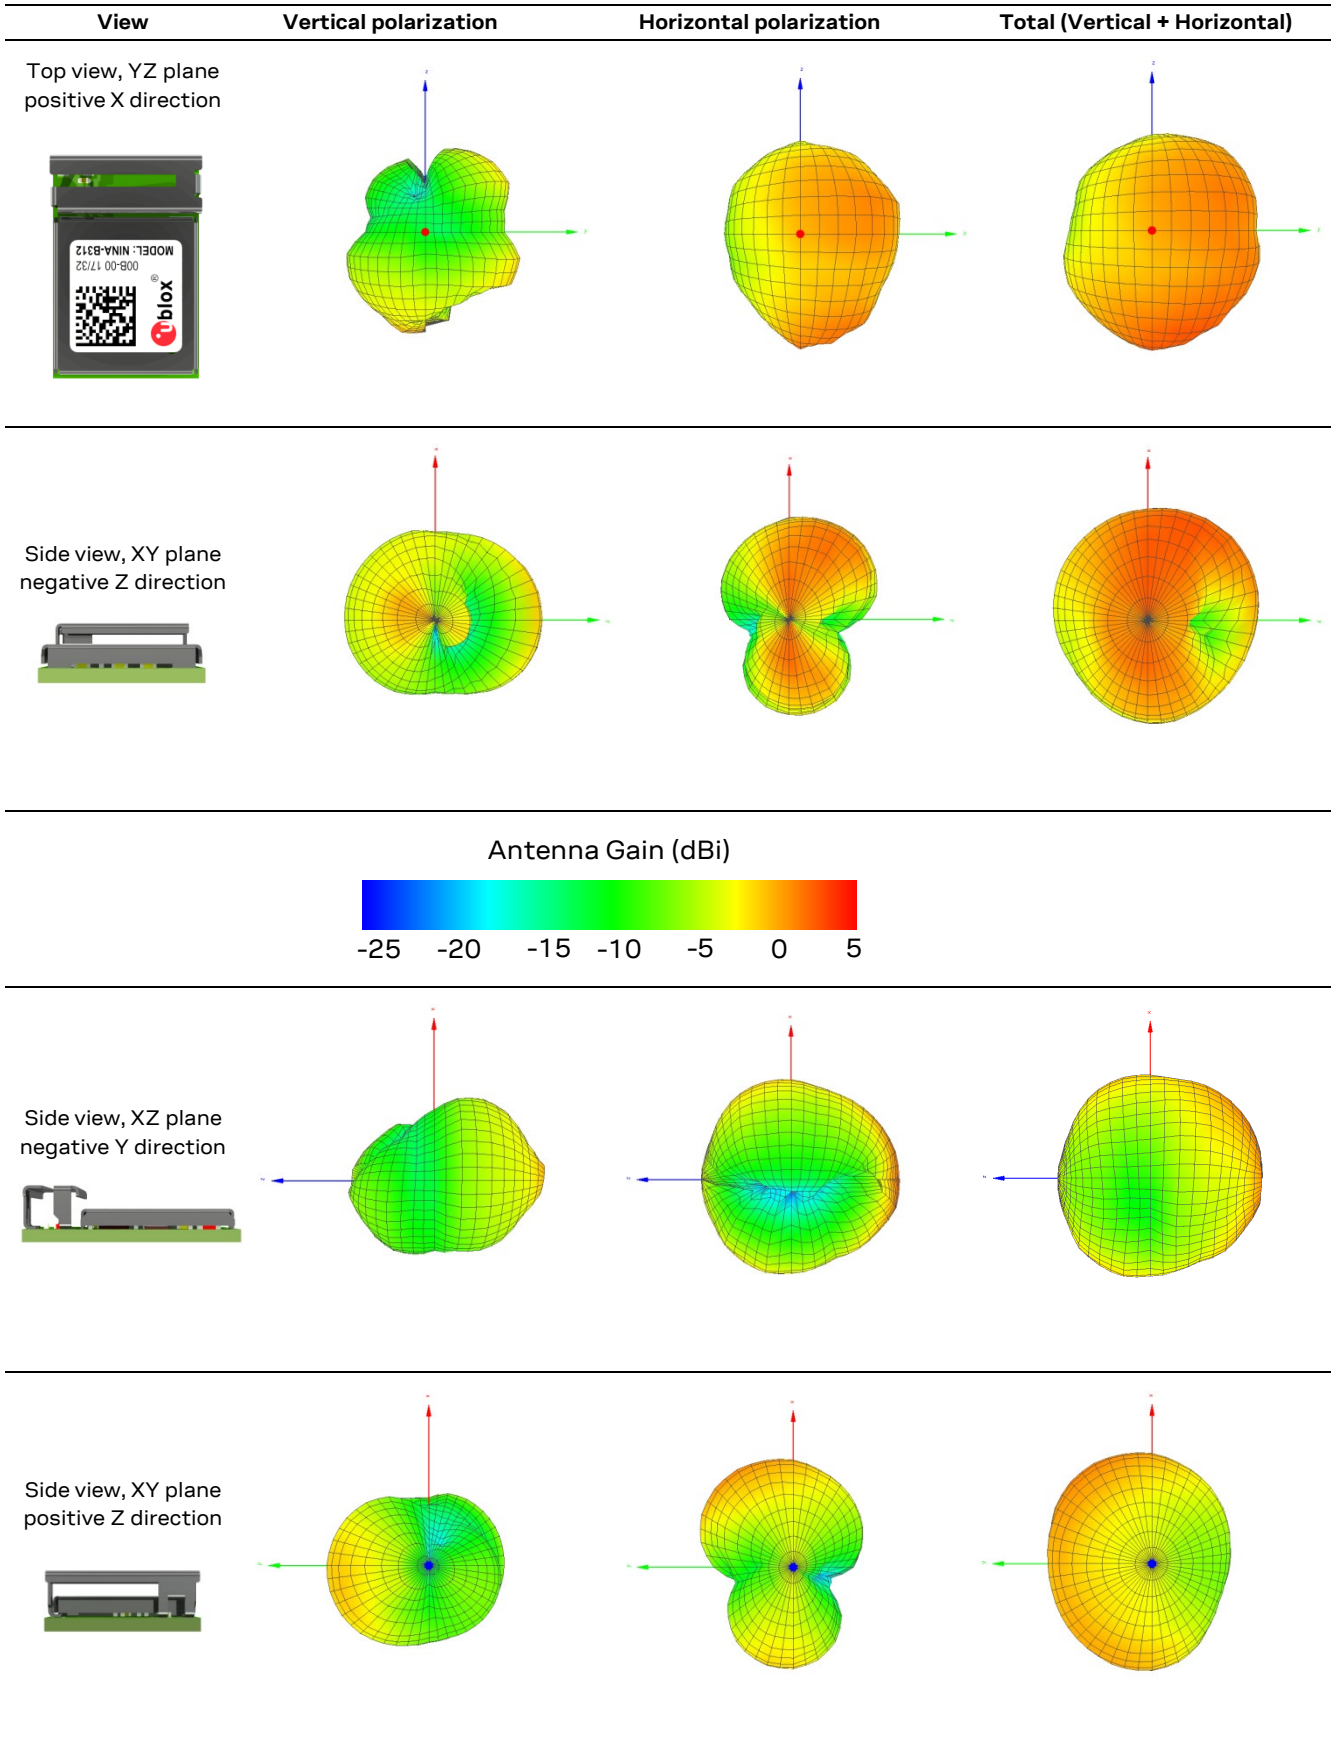 View Vertical polarization Horizontal polarization Total (Vertical + Horizontal)
Top view, YZ plane
positive X direction
MODEL: NINA-B312
00B-00 17/32
ublox®
Side view, XY plane
negative Z direction
Antenna Gain (dBi)
-25 -20 -15 -10 -5 0 5
Side view, XZ plane
negative Y direction
Side view, XY plane
positive Z direction